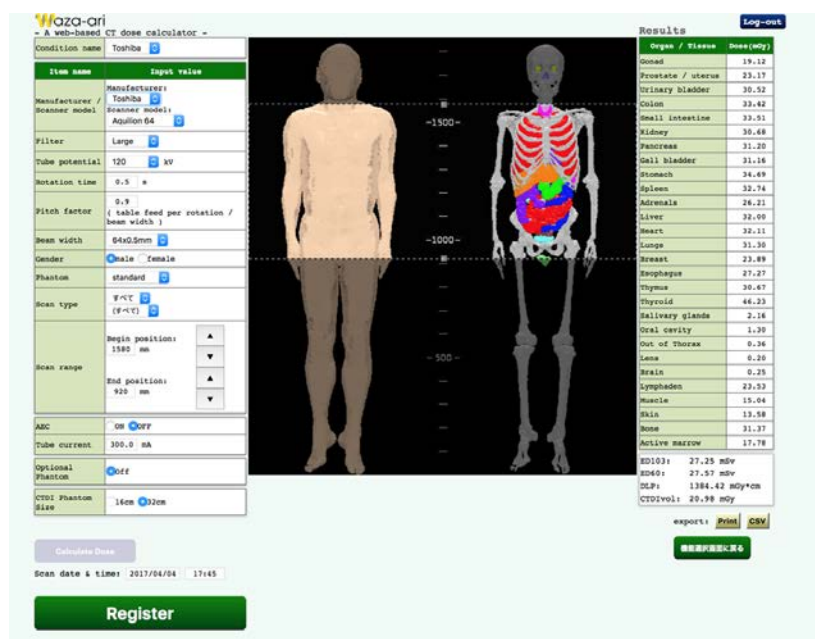 Waza-ari
- A web-based CT dose calculator -
Condition name Toshiba
Item name Input value
Manufacturer / Scanner model
Manufacturer:
Toshiba
Scanner model:
Aquilion 64
Filter Large
Tube potential 120 kV
Rotation time 0.5 s
Pitch factor
0.9
( table feed per rotation / beam width )
Beam width 64x0.5mm
Gender male female
Phantom standard
Scan type
すべて
(すべて)
Scan range
Begin position:
1580 mm
End position:
920 mm
AEC ON OFF
Tube current 300.0 mA
Optional Phantom Off
CTDI Phantom Size 16cm 32cm
Calculate Dose
Scan date & time: 2017/04/04 17:45
Register
-1500-
-1000-
- 500 -
Log-out
Results
Organ / Tissue Dose(mGy)
Gonad 19.12
Prostate / uterus 23.17
Urinary bladder 30.52
Colon 33.42
Small intestine 33.51
Kidney 30.68
Pancreas 31.20
Gall bladder 31.16
Stomach 34.69
Spleen 32.74
Adrenals 26.21
Liver 32.00
Heart 32.11
Lungs 31.30
Breast 23.89
Esophagus 27.27
Thymus 30.67
Thyroid 46.23
Salivary glands 2.16
Oral cavity 1.30
Out of Thorax 0.36
Lens 0.20
Brain 0.25
Lymphaden 23.53
Muscle 15.04
Skin 13.58
Bone 31.37
Active marrow 17.78
ED103: 27.25 mSv
ED60: 27.57 mSv
DLP: 1384.42 mGy*cm
CTDIvol: 20.98 mGy
export: Print CSV
機能選択画面に戻る